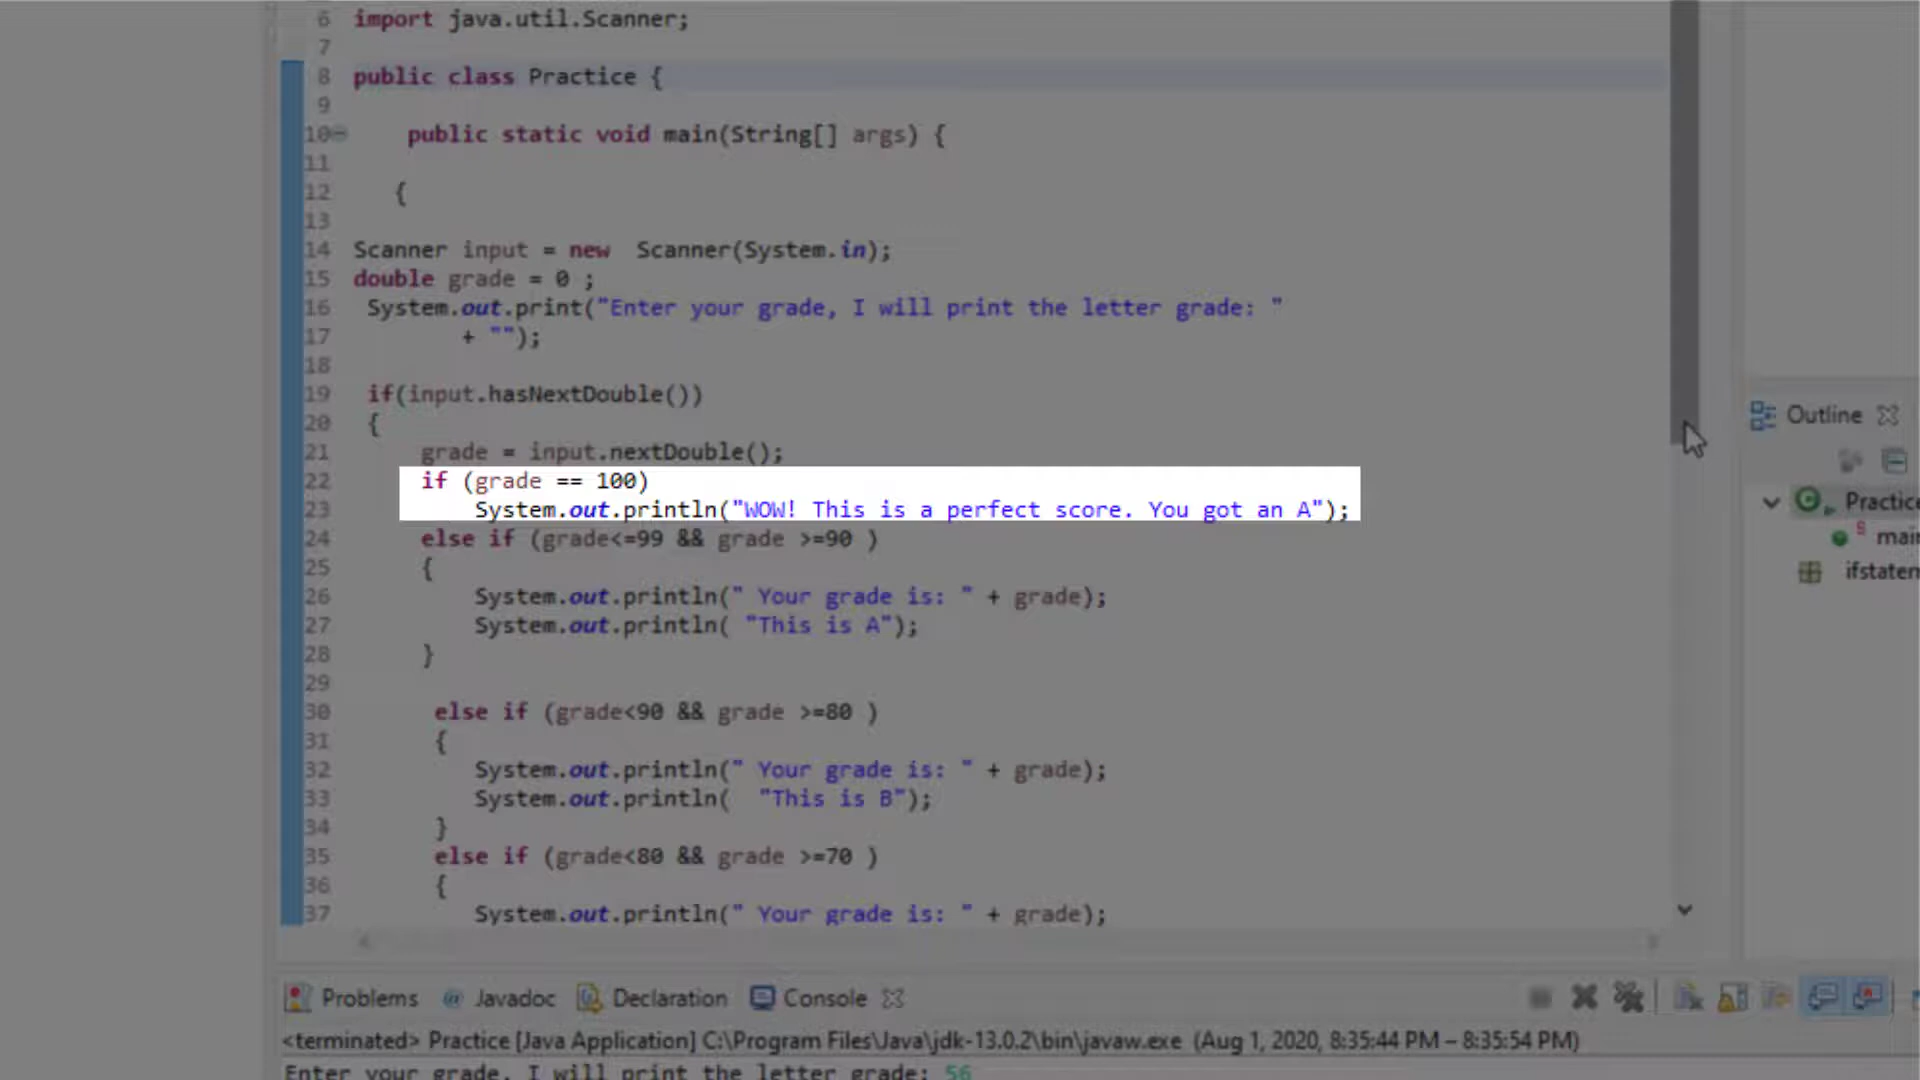 6 import java.util.Scanner;
7
8 public class Practice {
9
10 public static void main(String[] args) {
11
12 {
13
14 Scanner input = new  Scanner(System.in);
15 double grade = 0 ;
16 System.out.print("Enter your grade, I will print the letter grade: "
17 + "");
18
19 if(input.hasNextDouble())
20 {
21 grade = input.nextDouble();
22 if (grade == 100)
23 System.out.println("WOW! This is a perfect score. You got an A");
24 else if (grade<=99 && grade >=90 )
25 {
26 System.out.println(" Your grade is: " + grade);
27 System.out.println( "This is A");
28 }
29
30 else if (grade<90 && grade >=80 )
31 {
32 System.out.println(" Your grade is: " + grade);
33 System.out.println(  "This is B");
34 }
35 else if (grade<80 && grade >=70 )
36 {
37 System.out.println(" Your grade is: " + grade);
Outline
Practice
main
ifstatem
Problems @ Javadoc Declaration Console
<terminated> Practice [Java Application] C:\Program Files\Java\jdk-13.0.2\bin\javaw.exe (Aug 1, 2020, 8:35:44 PM – 8:35:54 PM)
Enter your grade, I will print the letter grade: 56